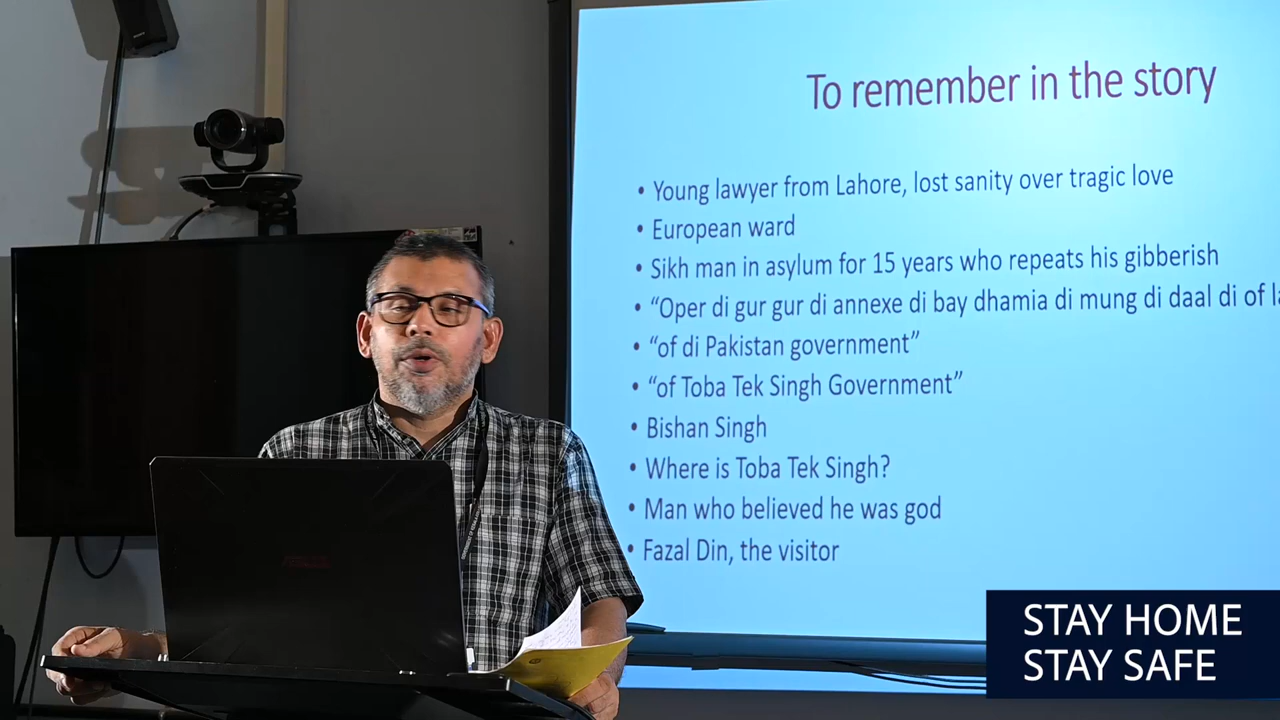 To remember in the story
• Young lawyer from Lahore, lost sanity over tragic love
• European ward
• Sikh man in asylum for 15 years who repeats his gibberish
• “Oper di gur gur di annexe di bay dhamia di mung di daal di of
• “of di Pakistan government”
• “of Toba Tek Singh Government”
• Bishan Singh
• Where is Toba Tek Singh?
• Man who believed he was god
• Fazal Din, the visitor
STAY HOME
STAY SAFE